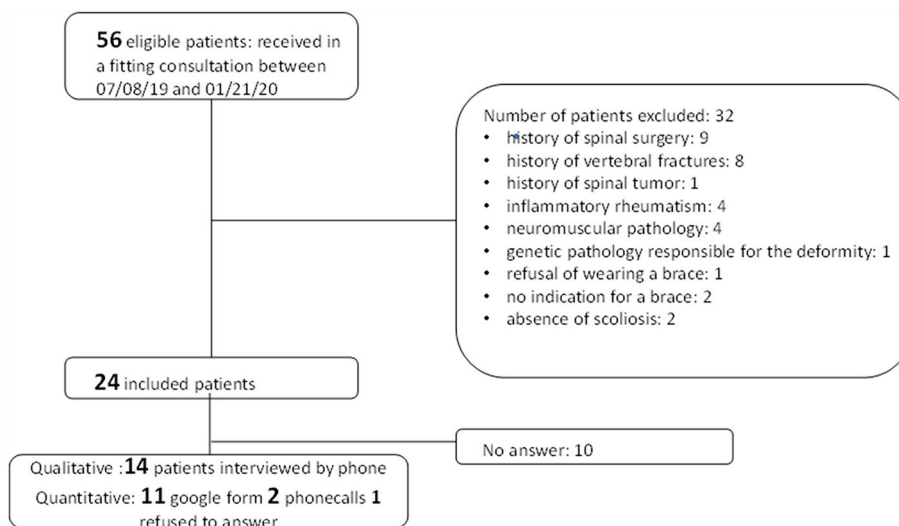 56 eligible patients: received in
a fitting consultation between
07/08/19 and 01/21/20
Number of patients excluded: 32
• history of spinal surgery: 9
• history of vertebral fractures: 8
• history of spinal tumor: 1
• inflammatory rheumatism: 4
• neuromuscular pathology: 4
• genetic pathology responsible for the deformity: 1
• refusal of wearing a brace: 1
• no indication for a brace: 2
• absence of scoliosis: 2
24 included patients
No answer: 10
Qualitative :14 patients interviewed by phone
Quantitative: 11 google form 2 phonecalls 1
refused to answer